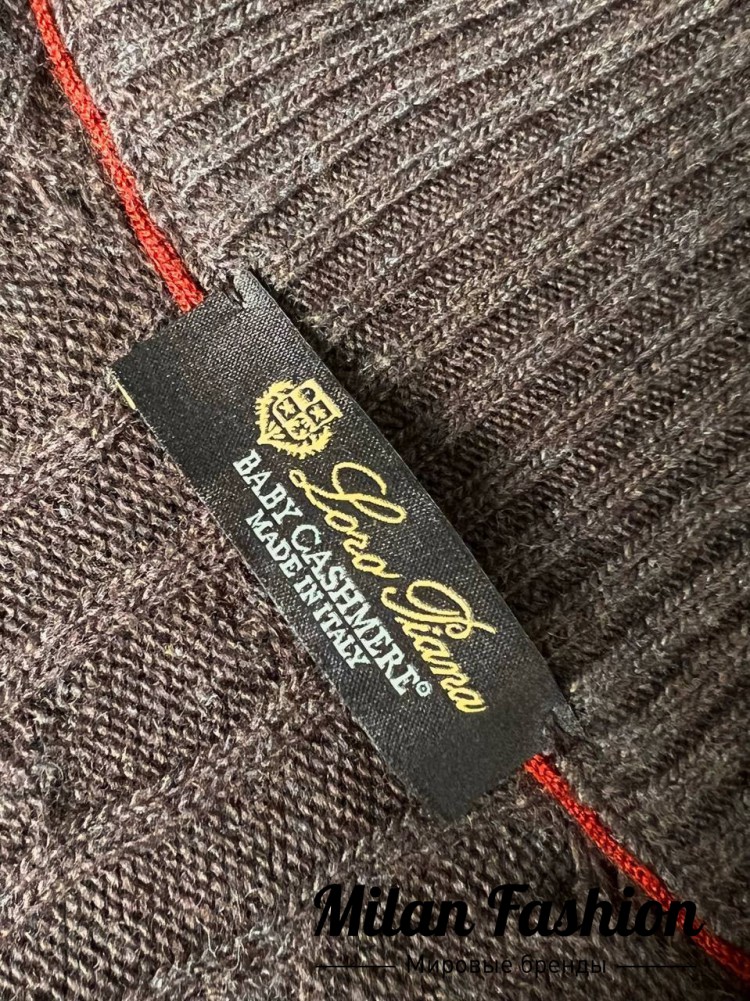 Loro Piana
BABY CASHMERE®
MADE IN ITALY
Milan Fashion
Мировые бренды